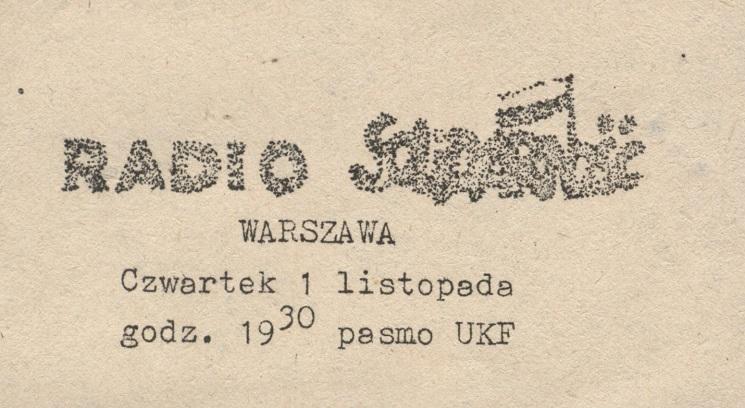 RADIO Solidarność
WARSZAWA
Czwartek 1 listopada
godz. 19³⁰ pasmo UKF